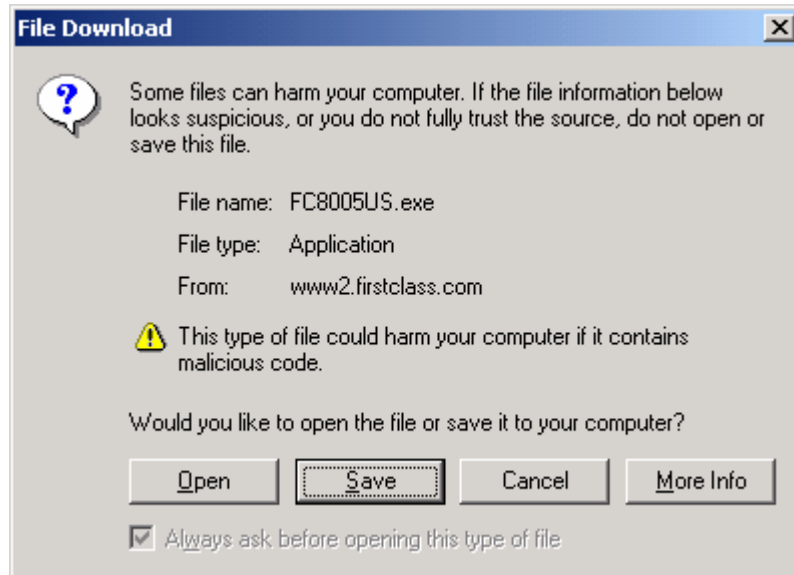 File Download
Some files can harm your computer. If the file information below
looks suspicious, or you do not fully trust the source, do not open or
save this file.
File name: FC8005US.exe
File type: Application
From: www2.firstclass.com
This type of file could harm your computer if it contains
malicious code.
Would you like to open the file or save it to your computer?
Open Save Cancel More Info
Always ask before opening this type of file